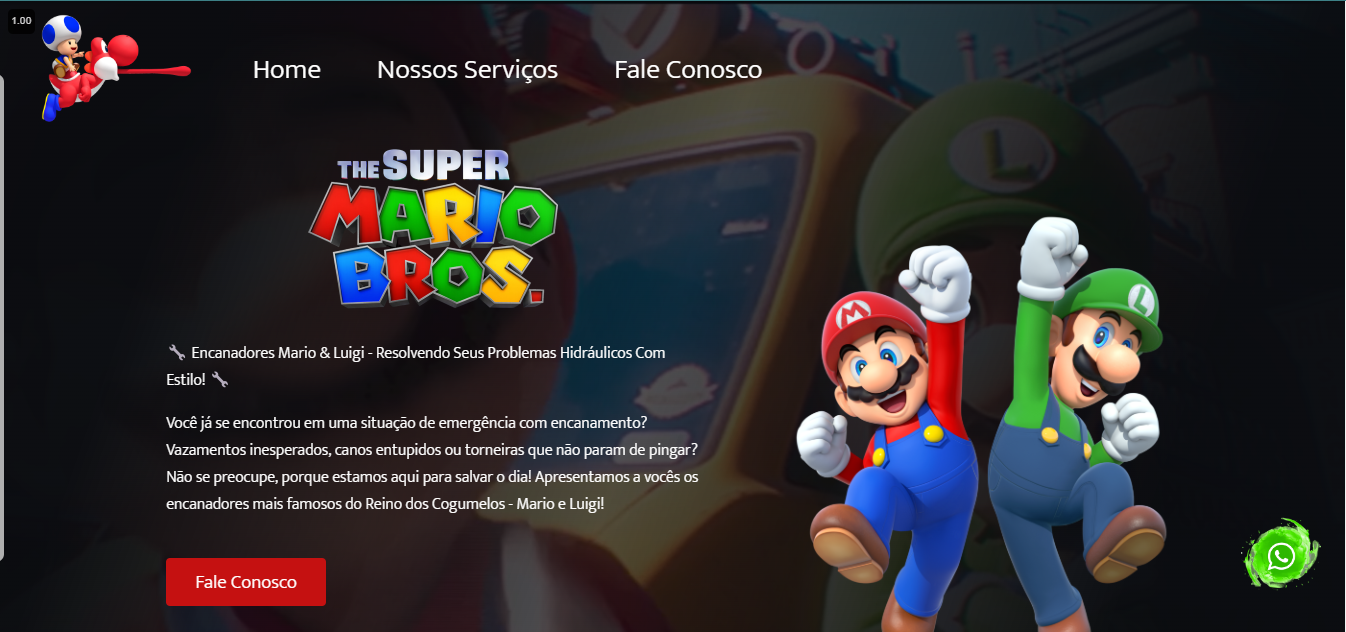 1.00
Home Nossos Serviços Fale Conosco
THE SUPER
MARIO
BROS.
🔧 Encanadores Mario & Luigi - Resolvendo Seus Problemas Hidráulicos Com
Estilo! 🔧
Você já se encontrou em uma situação de emergência com encanamento?
Vazamentos inesperados, canos entupidos ou torneiras que não param de pingar?
Não se preocupe, porque estamos aqui para salvar o dia! Apresentamos a vocês os
encanadores mais famosos do Reino dos Cogumelos - Mario e Luigi!
Fale Conosco
M
L
L